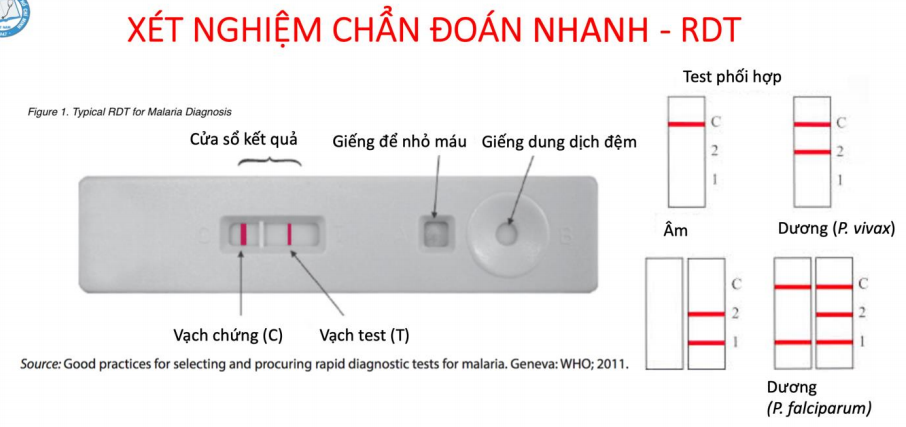 XÉT NGHIỆM CHẨN ĐOÁN NHANH - RDT
Test phối hợp
Figure 1. Typical RDT for Malaria Diagnosis
Cửa sổ kết quả
Giếng để nhỏ máu
Giếng dung dịch đệm
C
2
1
C
2
1
Âm
Dương (P. vivax)
C
B
C
2
1
C
2
1
Vạch chứng (C)
Vạch test (T)
Source: Good practices for selecting and procuring rapid diagnostic tests for malaria. Geneva: WHO; 2011.
Dương
(P. falciparum)